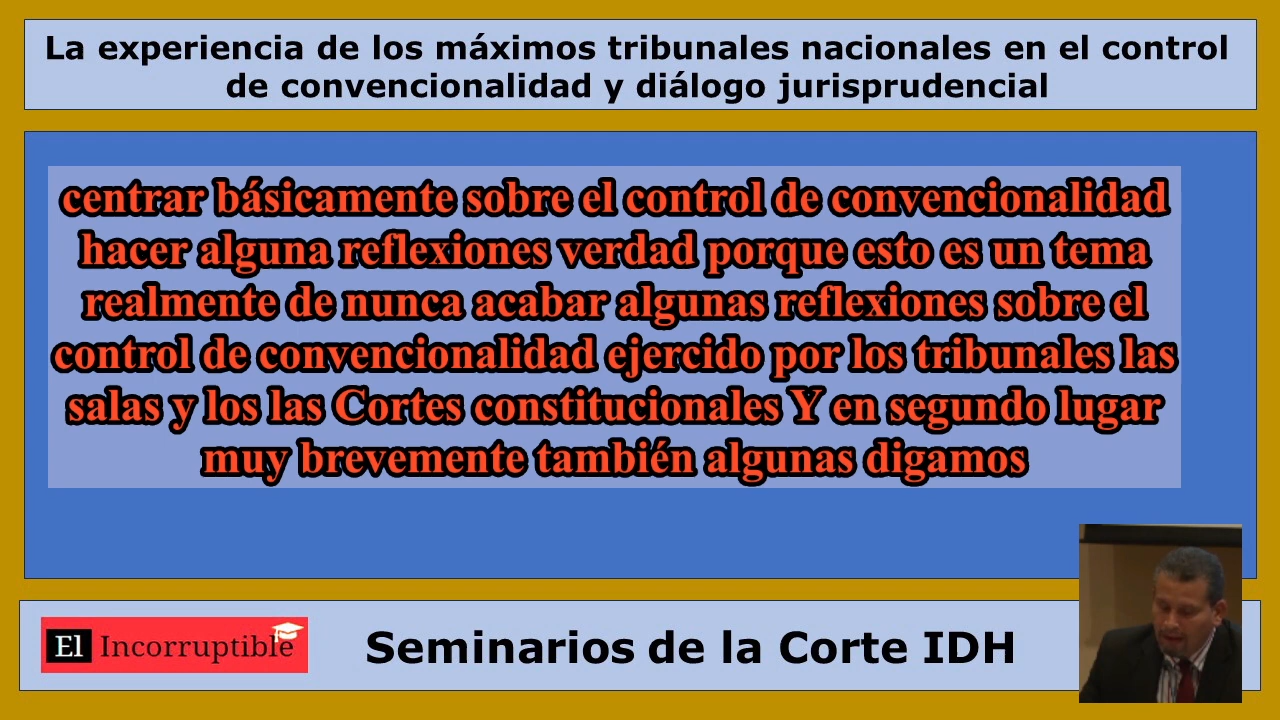 La experiencia de los máximos tribunales nacionales en el control
de convencionalidad y diálogo jurisprudencial
centrar básicamente sobre el control de convencionalidad
hacer alguna reflexiones verdad porque esto es un tema
realmente de nunca acabar algunas reflexiones sobre el
control de convencionalidad ejercido por los tribunales las
salas y los las Cortes constitucionales Y en segundo lugar
muy brevemente también algunas digamos
El Incorruptible
Seminarios de la Corte IDH